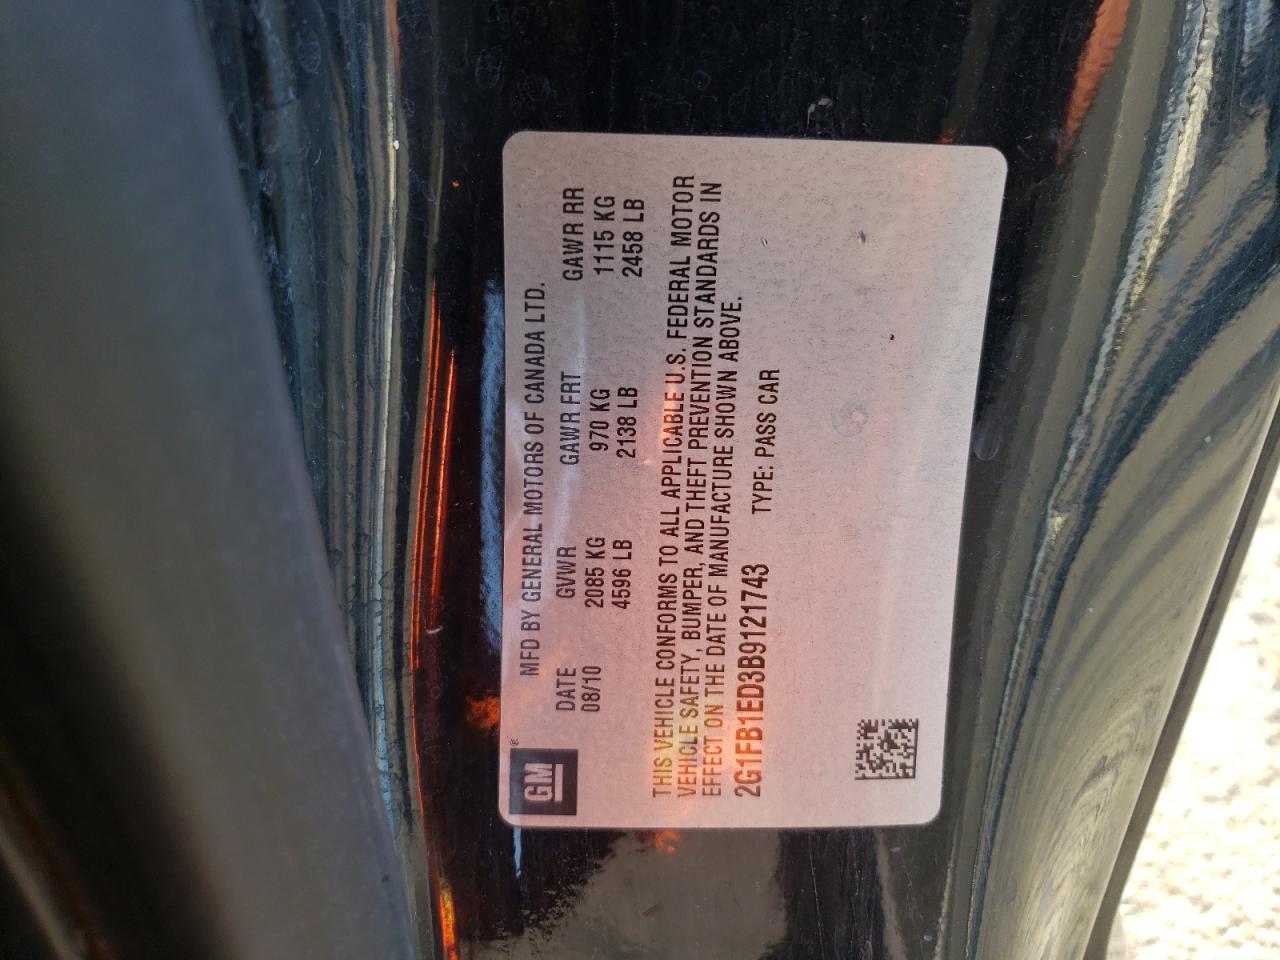 GM®
MFD BY GENERAL MOTORS OF CANADA LTD.
DATE GVWR GAWR FRT GAWR RR
08/10 2085 KG 970 KG 1115 KG
4596 LB 2138 LB 2458 LB
THIS VEHICLE CONFORMS TO ALL APPLICABLE U.S. FEDERAL MOTOR
VEHICLE SAFETY, BUMPER, AND THEFT PREVENTION STANDARDS IN
EFFECT ON THE DATE OF MANUFACTURE SHOWN ABOVE.
2G1FB1ED3B9121743 TYPE: PASS CAR